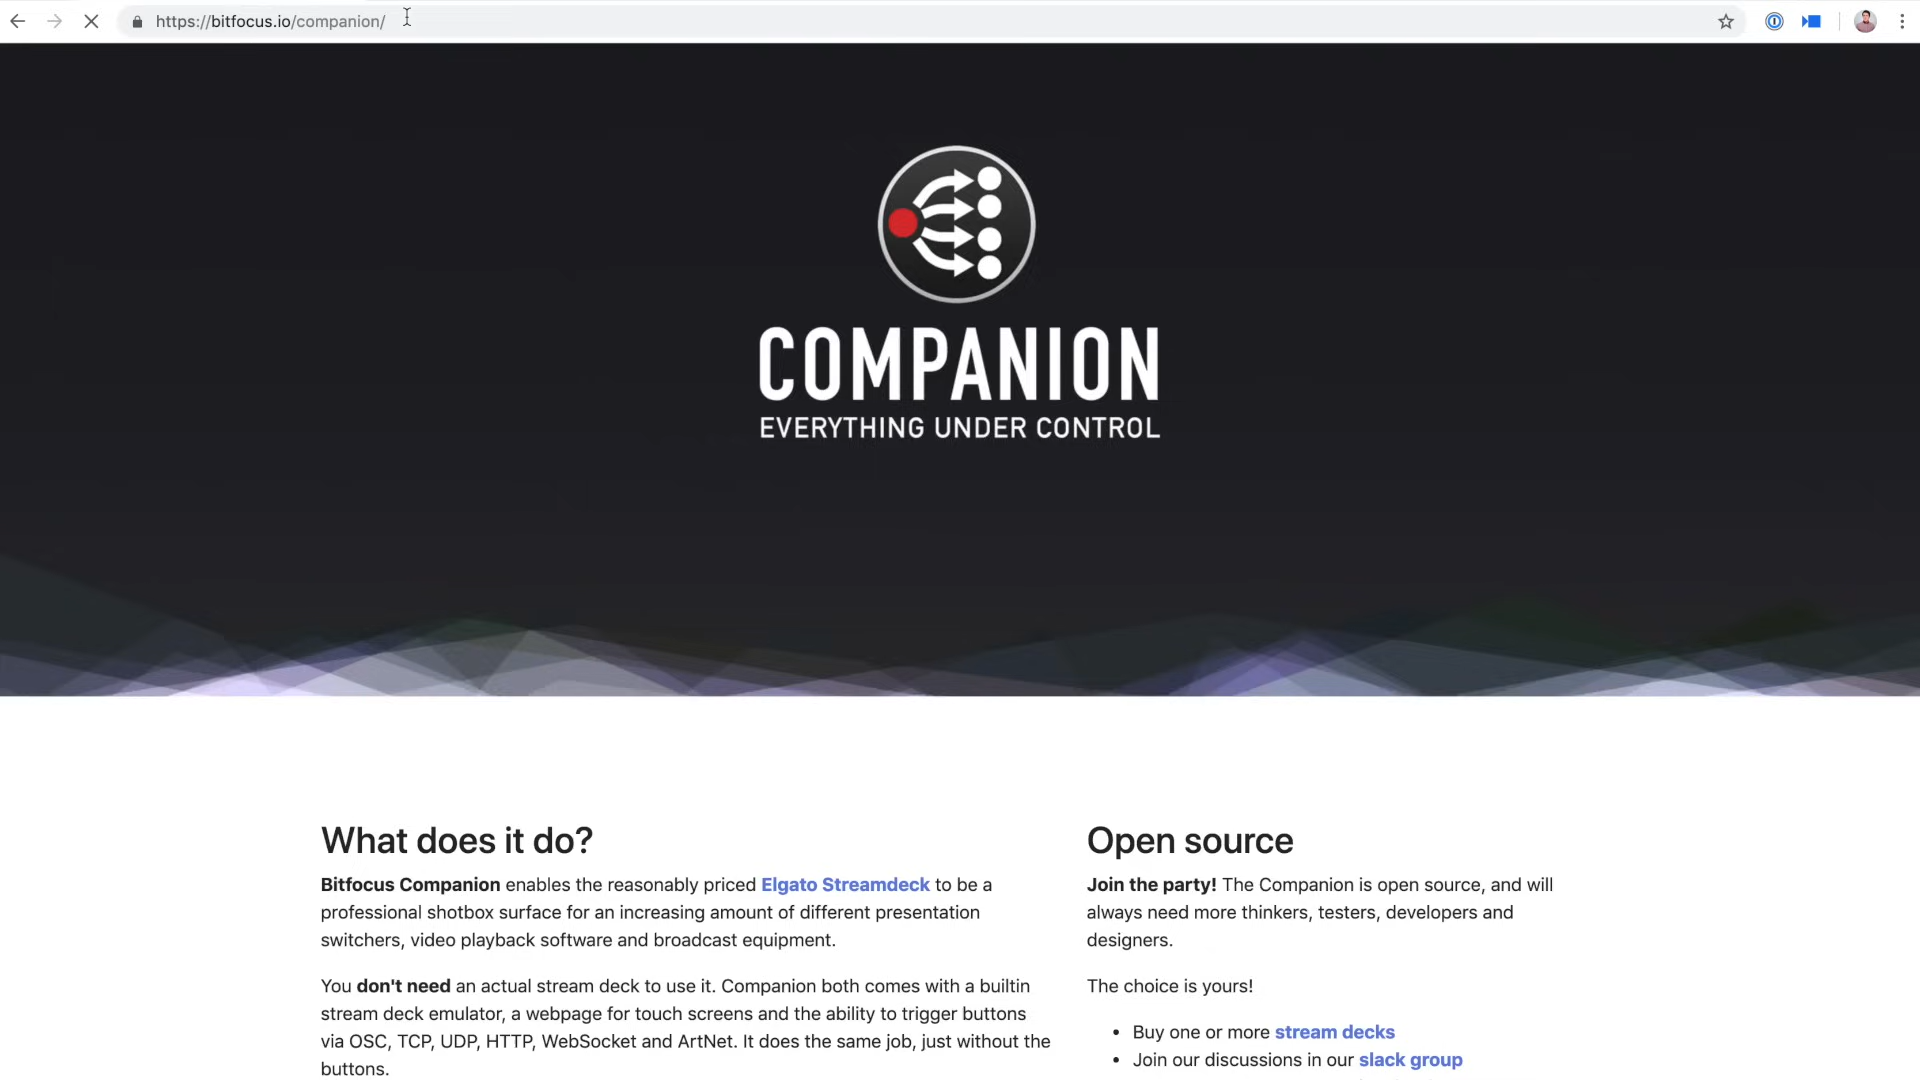 https://bitfocus.io/companion/
COMPANION
EVERYTHING UNDER CONTROL
What does it do?
Bitfocus Companion enables the reasonably priced Elgato Streamdeck to be a
professional shotbox surface for an increasing amount of different presentation
switchers, video playback software and broadcast equipment.
You don't need an actual stream deck to use it. Companion both comes with a builtin
stream deck emulator, a webpage for touch screens and the ability to trigger buttons
via OSC, TCP, UDP, HTTP, WebSocket and ArtNet. It does the same job, just without the
buttons.
Open source
Join the party! The Companion is open source, and will
always need more thinkers, testers, developers and
designers.
The choice is yours!
• Buy one or more stream decks
• Join our discussions in our slack group